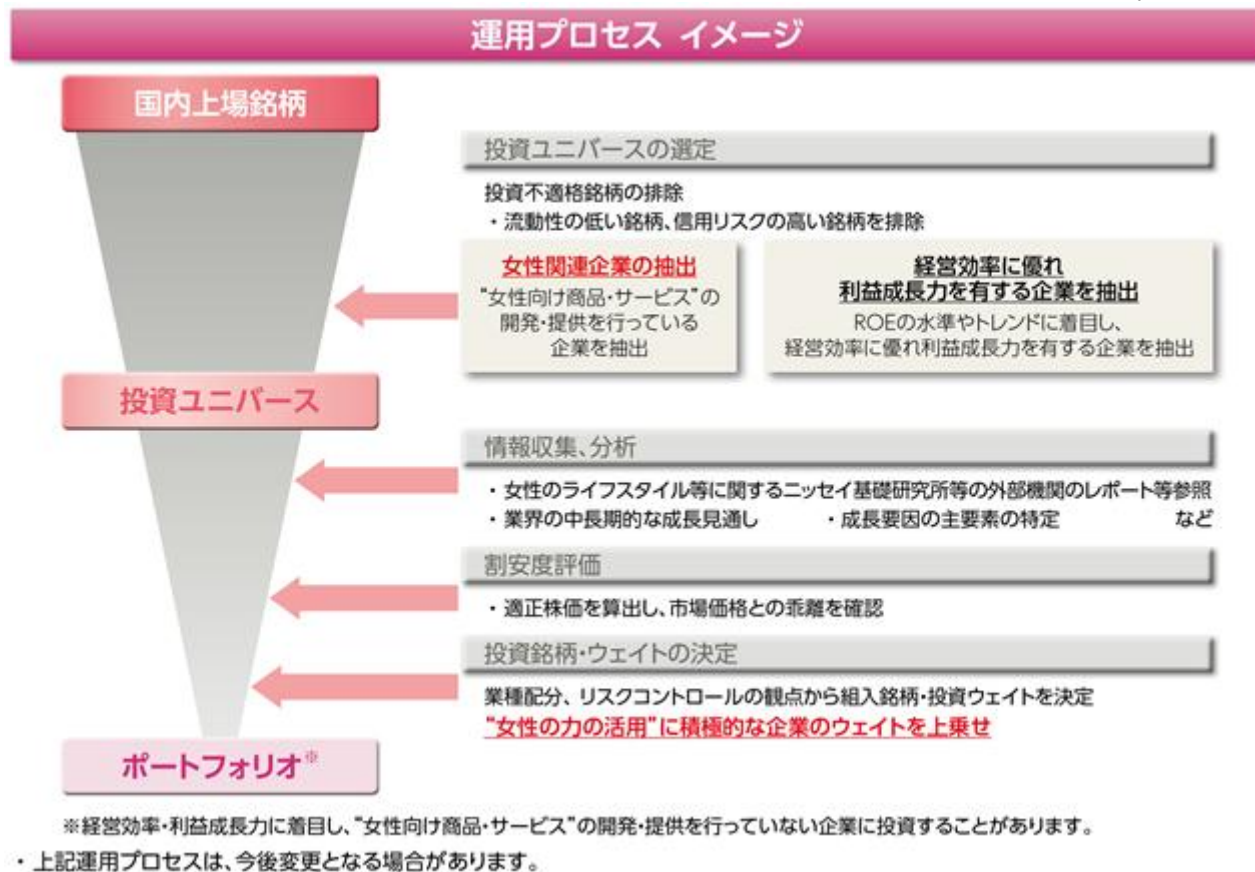 運用プロセス イメージ
国内上場銘柄
投資ユニバースの選定
投資不適格銘柄の排除
・流動性の低い銘柄、信用リスクの高い銘柄を排除
女性関連企業の抽出
"女性向け商品・サービス"の
開発・提供を行っている
企業を抽出
経営効率に優れ
利益成長力を有する企業を抽出
ROEの水準やトレンドに着目し、
経営効率に優れ利益成長力を有する企業を抽出
投資ユニバース
情報収集、分析
・女性のライフスタイル等に関するニッセイ基礎研究所等の外部機関のレポート等参照
・業界の中長期的な成長見通し ・成長要因の主要素の特定 など
割安度評価
・適正株価を算出し、市場価格との乖離を確認
投資銘柄・ウェイトの決定
業種配分、リスクコントロールの観点から組入銘柄・投資ウェイトを決定
"女性の力の活用"に積極的な企業のウェイトを上乗せ
ポートフォリオ※
※経営効率・利益成長力に着目し、"女性向け商品・サービス"の開発・提供を行っていない企業に投資することがあります。
・上記運用プロセスは、今後変更となる場合があります。